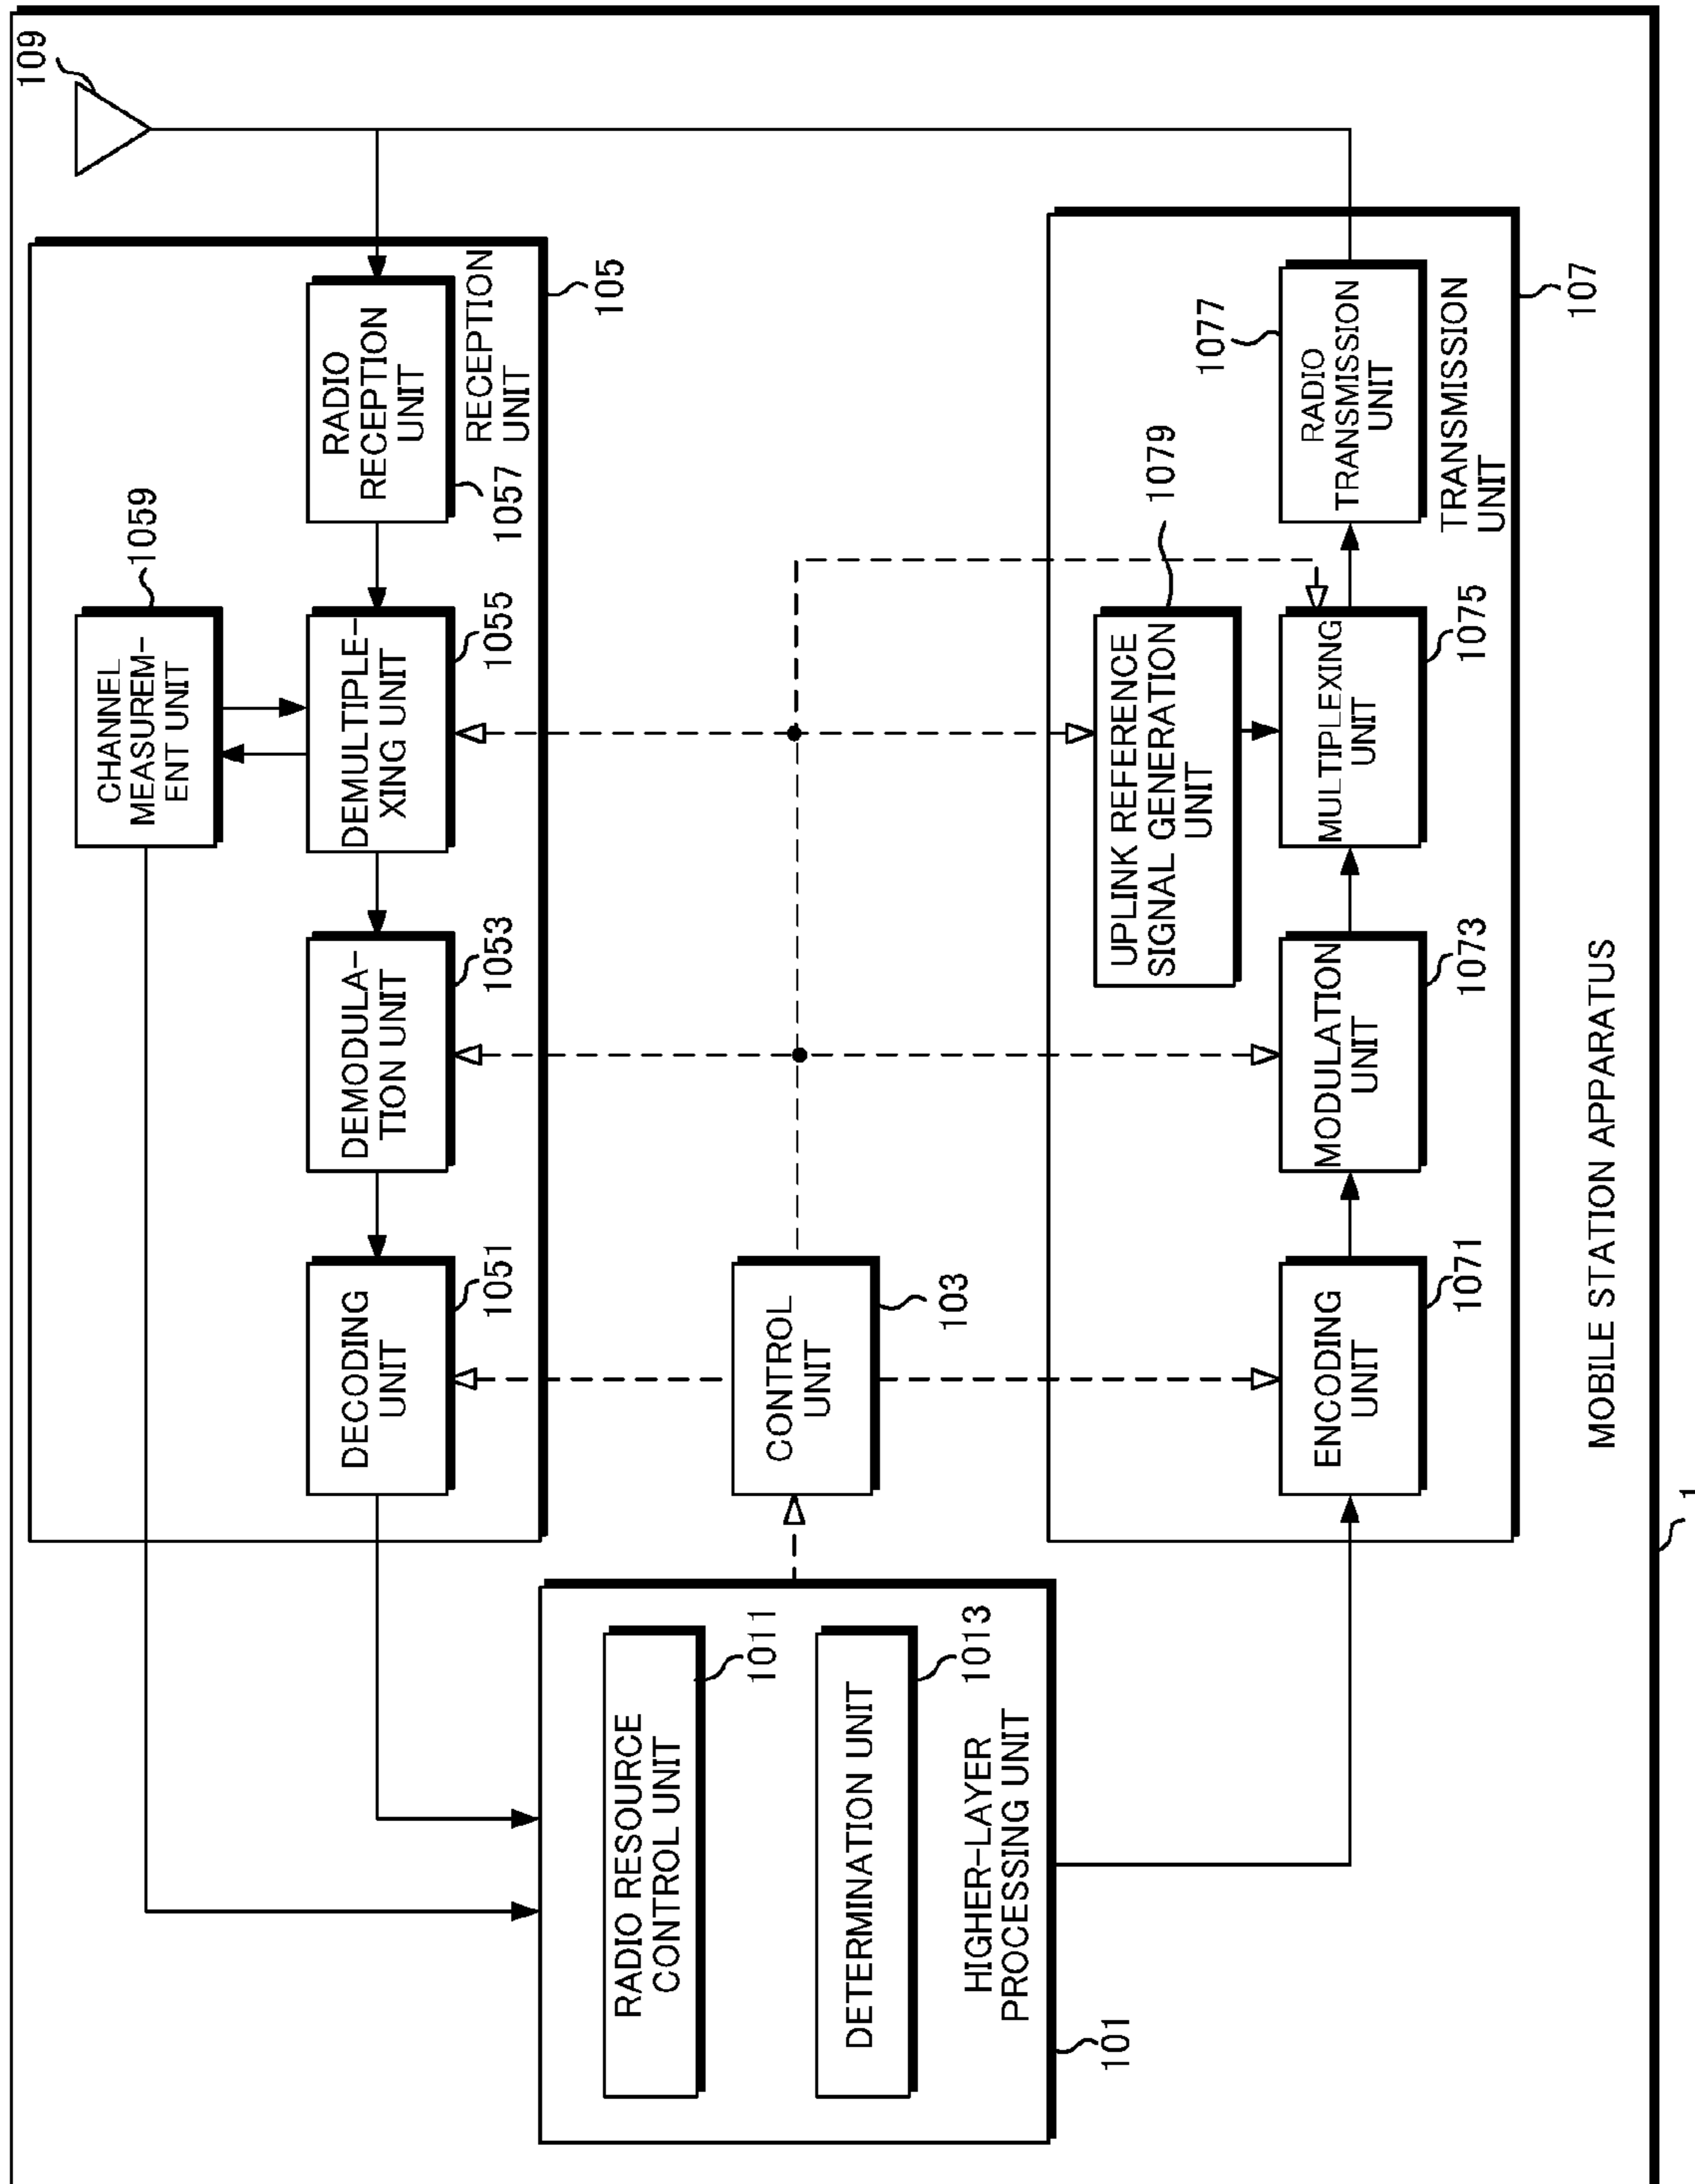 109
CHANNEL
MEASUREM-
ENT UNIT
1059
RADIO
RECEPTION
UNIT
1057
RECEPTION
UNIT
105
DEMULTIPLE-
XING UNIT
1055
DEMODULA-
TION UNIT
1053
DECODING
UNIT
1051
CONTROL
UNIT
103
RADIO RESOURCE
CONTROL UNIT
1011
DETERMINATION UNIT
1013
HIGHER-LAYER
PROCESSING UNIT
101
UPLINK REFERENCE
SIGNAL GENERATION
UNIT
1079
ENCODING
UNIT
1071
MODULATION
UNIT
1073
MULTIPLEXING
UNIT
1075
RADIO
TRANSMISSION
UNIT
1077
TRANSMISSION
UNIT
107
MOBILE STATION APPARATUS
1